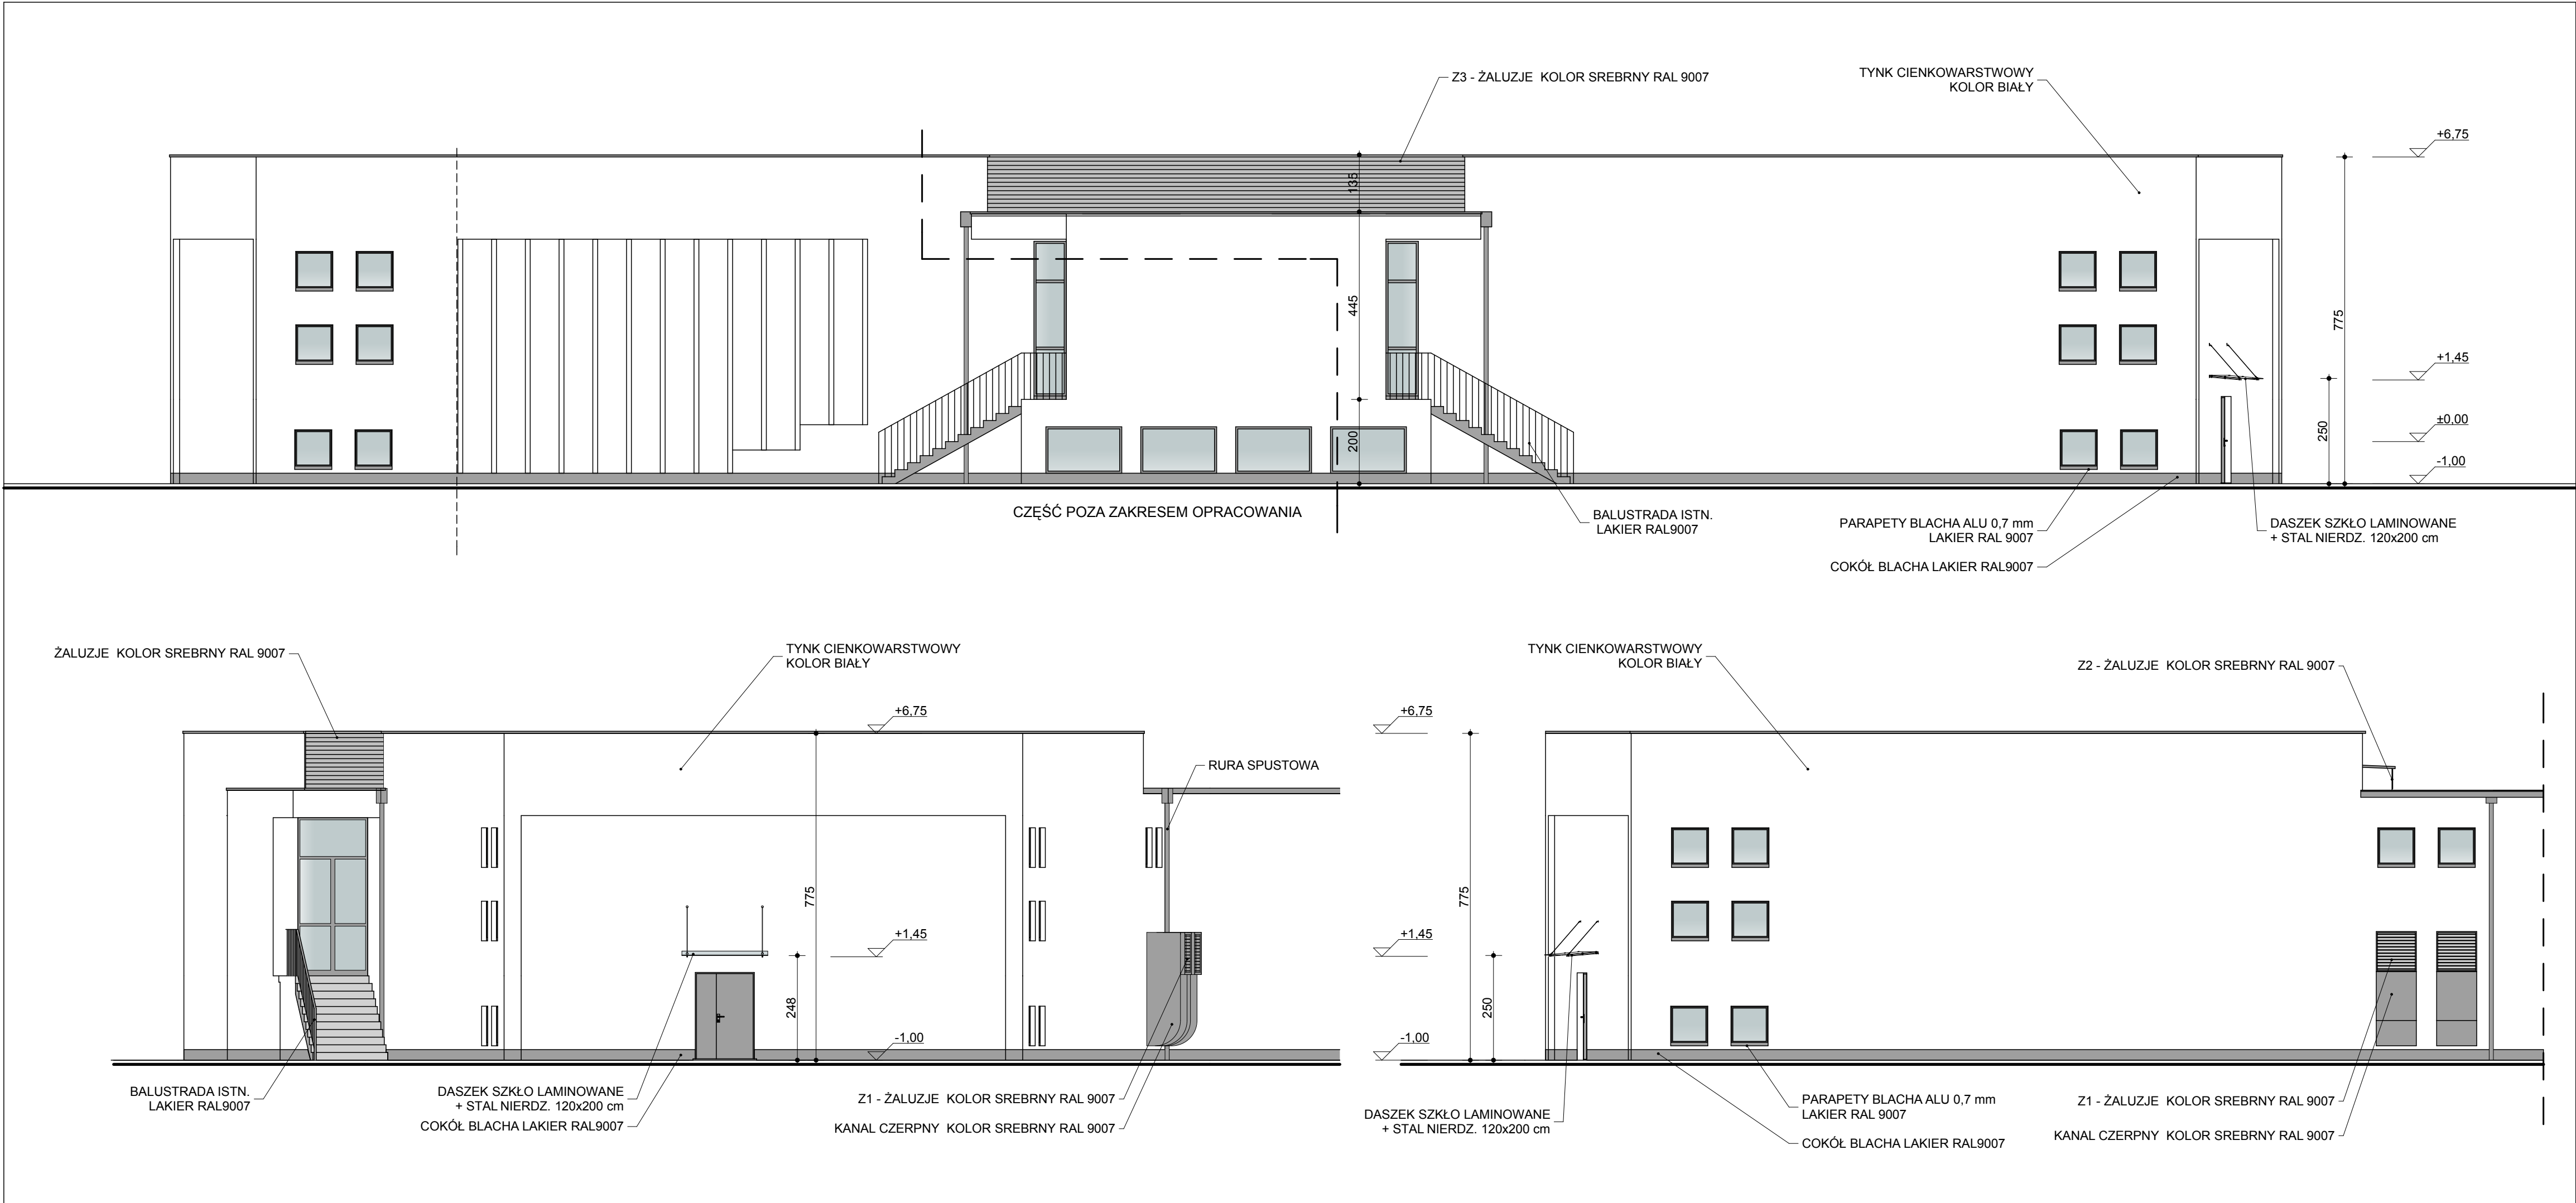 Z3 - ŻALUZJE  KOLOR SREBRNY RAL 9007
TYNK CIENKOWARSTWOWY
KOLOR BIAŁY
+6,75
135
445
775
+1,45
±0,00
200
250
-1,00
CZĘŚĆ POZA ZAKRESEM OPRACOWANIA
BALUSTRADA ISTN.
LAKIER RAL9007
PARAPETY BLACHA ALU 0,7 mm
LAKIER RAL 9007
DASZEK SZKŁO LAMINOWANE
+ STAL NIERDZ. 120x200 cm
COKÓŁ BLACHA LAKIER RAL9007
ŻALUZJE  KOLOR SREBRNY RAL 9007
TYNK CIENKOWARSTWOWY
KOLOR BIAŁY
+6,75
RURA SPUSTOWA
775
+1,45
248
-1,00
BALUSTRADA ISTN.
LAKIER RAL9007
DASZEK SZKŁO LAMINOWANE
+ STAL NIERDZ. 120x200 cm
COKÓŁ BLACHA LAKIER RAL9007
Z1 - ŻALUZJE  KOLOR SREBRNY RAL 9007
KANAL CZERPNY  KOLOR SREBRNY RAL 9007
TYNK CIENKOWARSTWOWY
KOLOR BIAŁY
Z2 - ŻALUZJE  KOLOR SREBRNY RAL 9007
+6,75
775
+1,45
250
-1,00
DASZEK SZKŁO LAMINOWANE
+ STAL NIERDZ. 120x200 cm
PARAPETY BLACHA ALU 0,7 mm
LAKIER RAL 9007
COKÓŁ BLACHA LAKIER RAL9007
Z1 - ŻALUZJE  KOLOR SREBRNY RAL 9007
KANAL CZERPNY  KOLOR SREBRNY RAL 9007